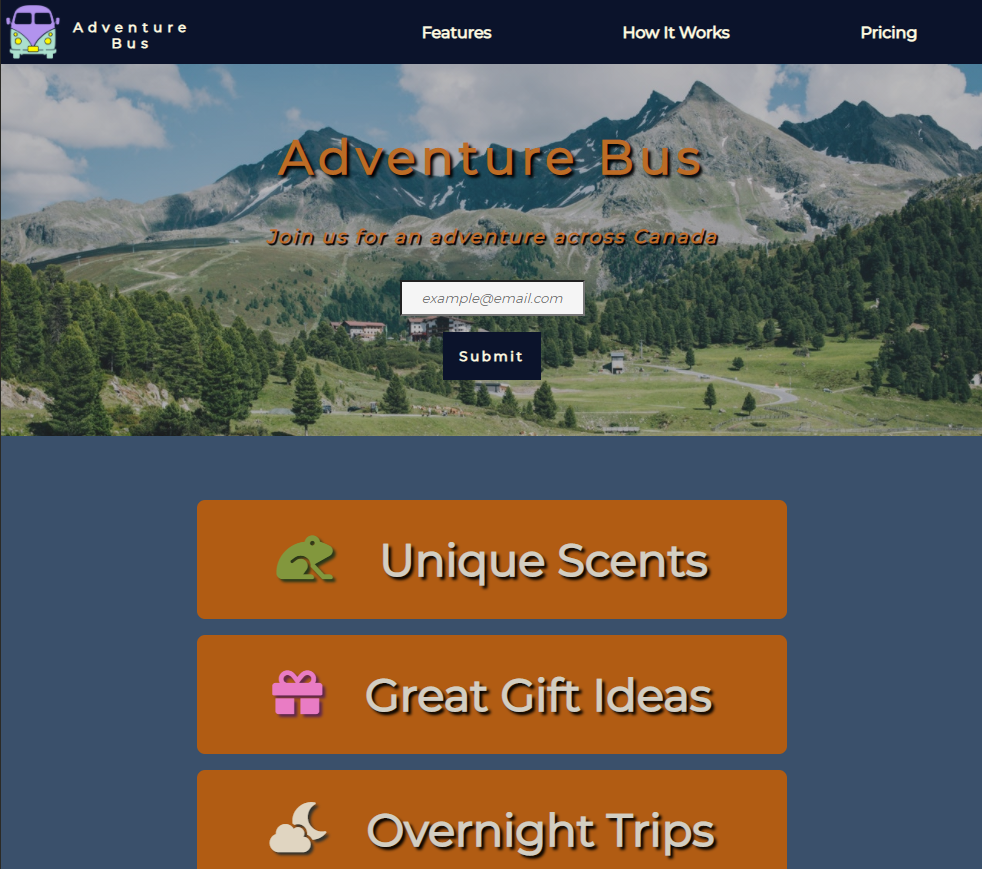 Adventure
Bus
Features
How It Works
Pricing
Adventure Bus
Join us for an adventure across Canada
example@email.com
Submit
Unique Scents
Great Gift Ideas
Overnight Trips